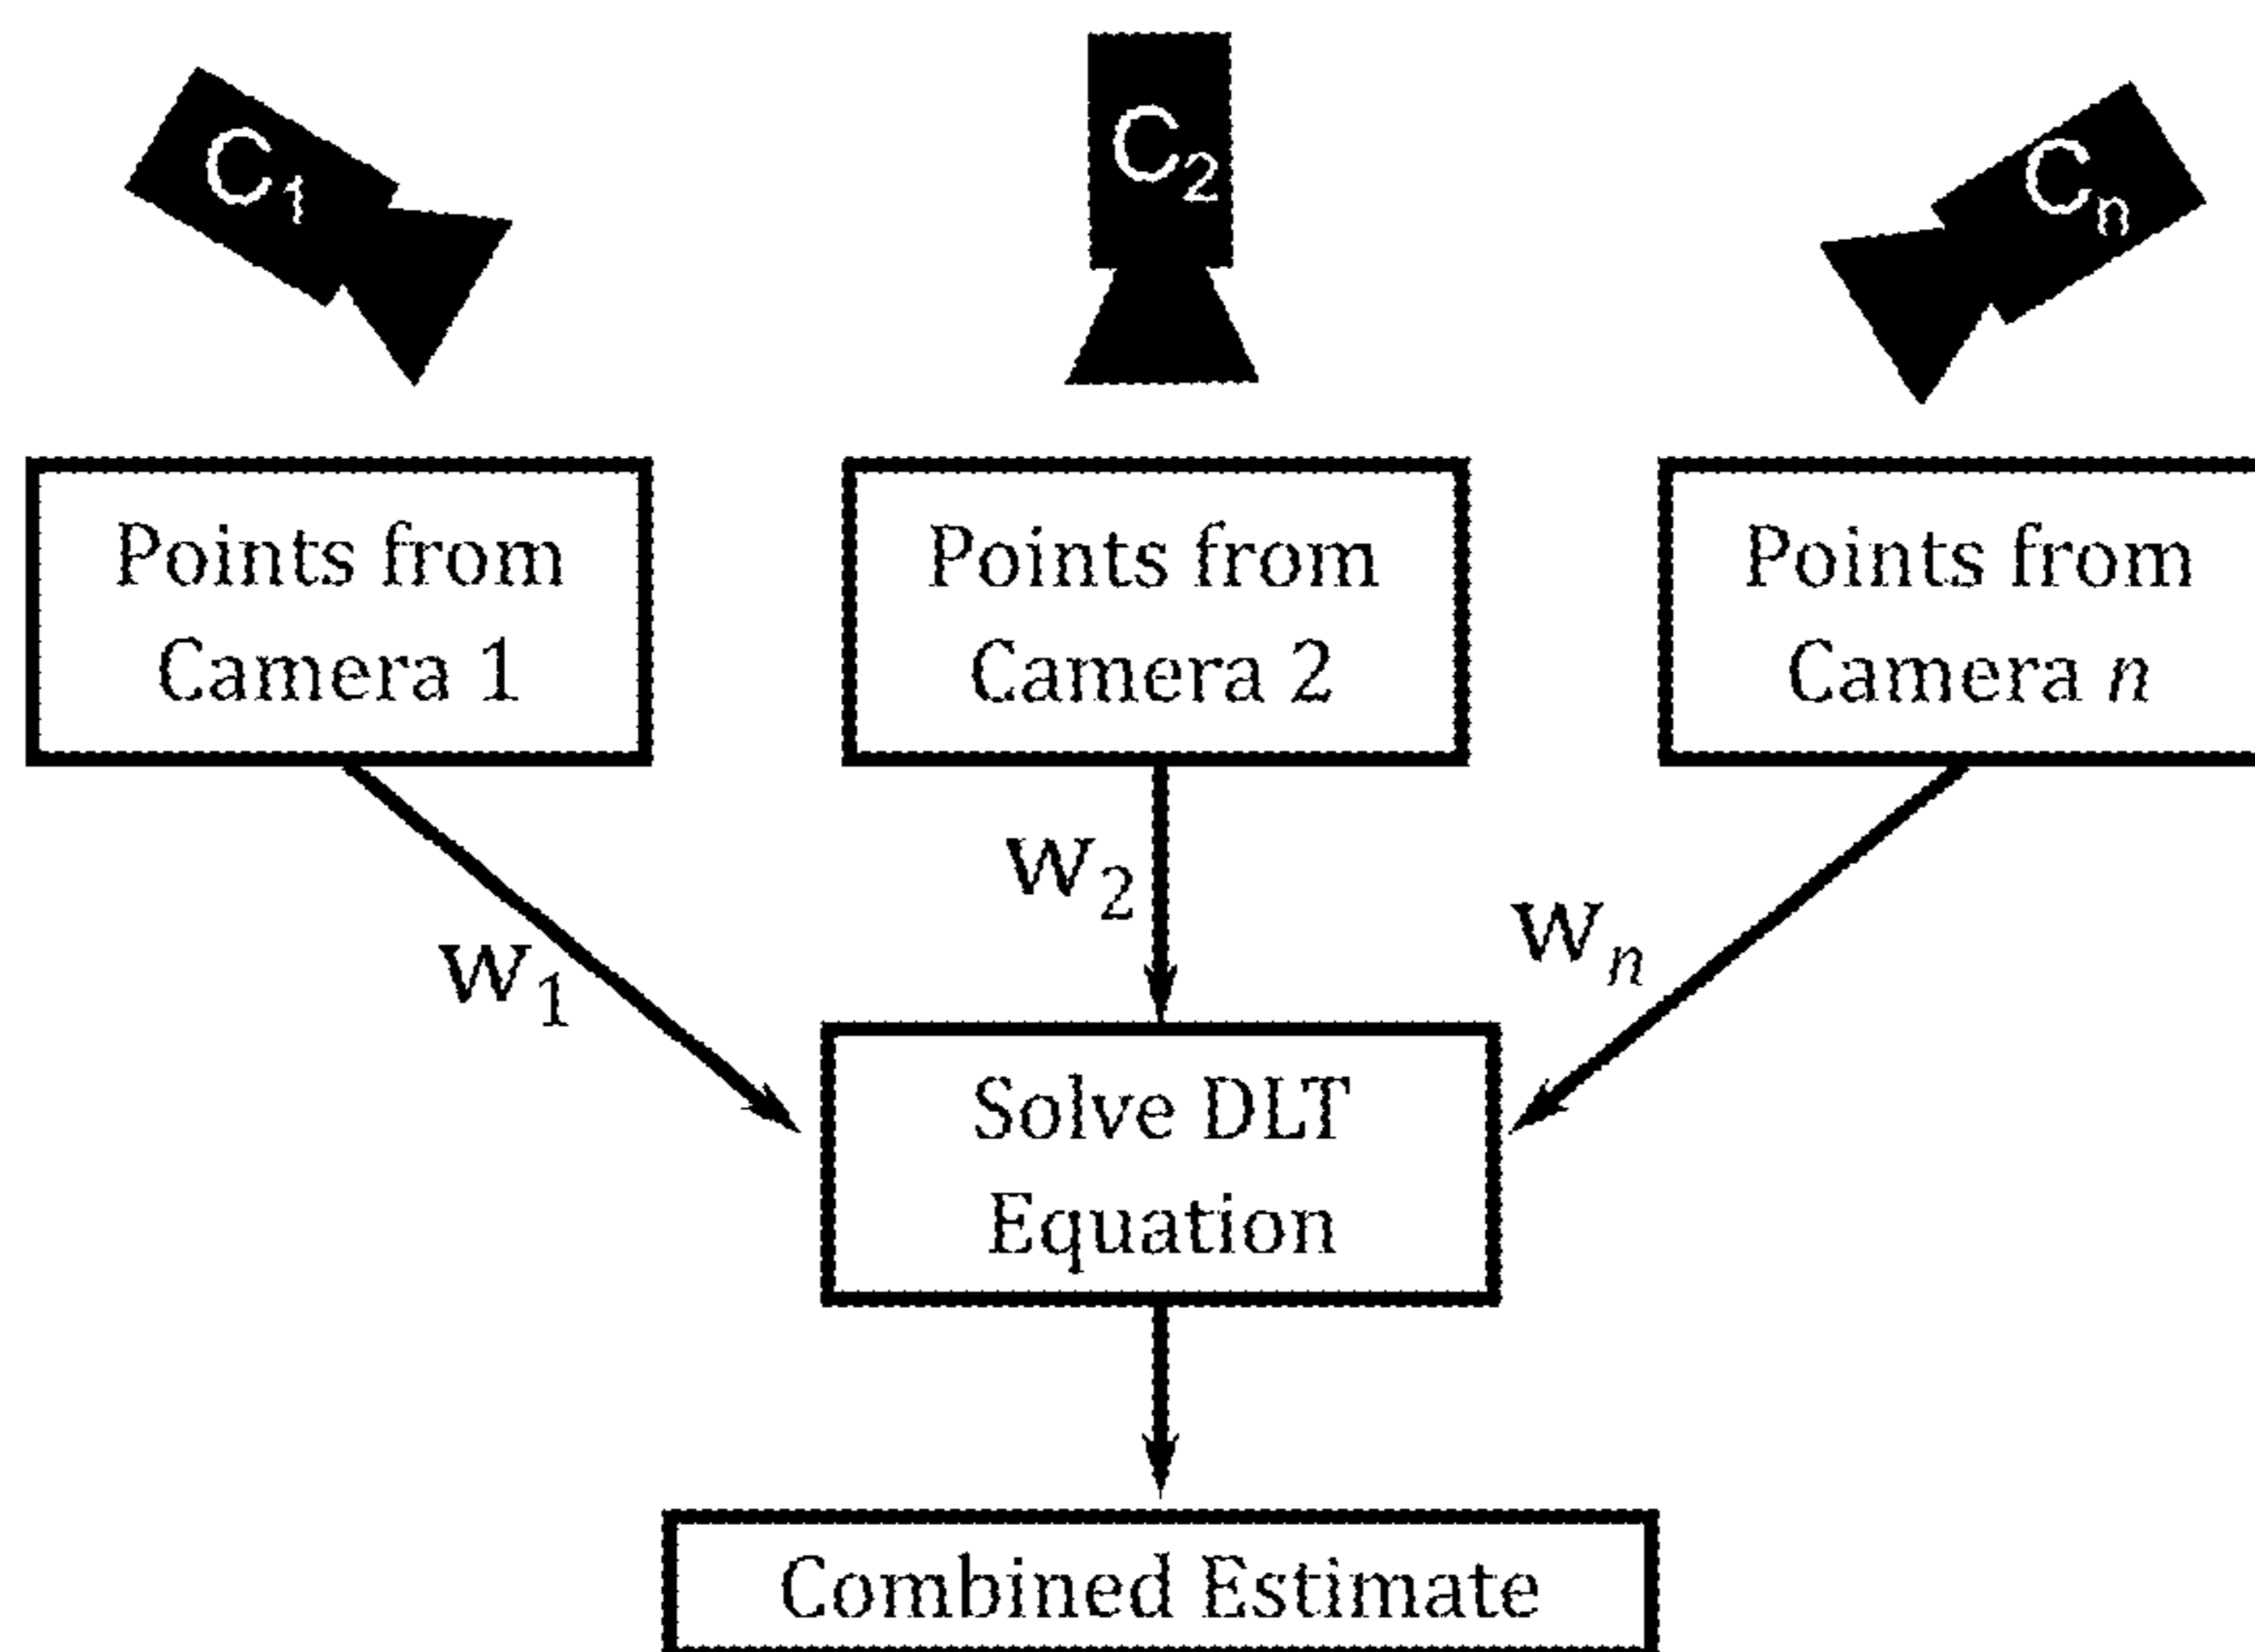 C1
C2
Cn
Points from
Camera 1
Points from
Camera 2
Points from
Camera n
w1
w2
wn
Solve DLT
Equation
Combined Estimate